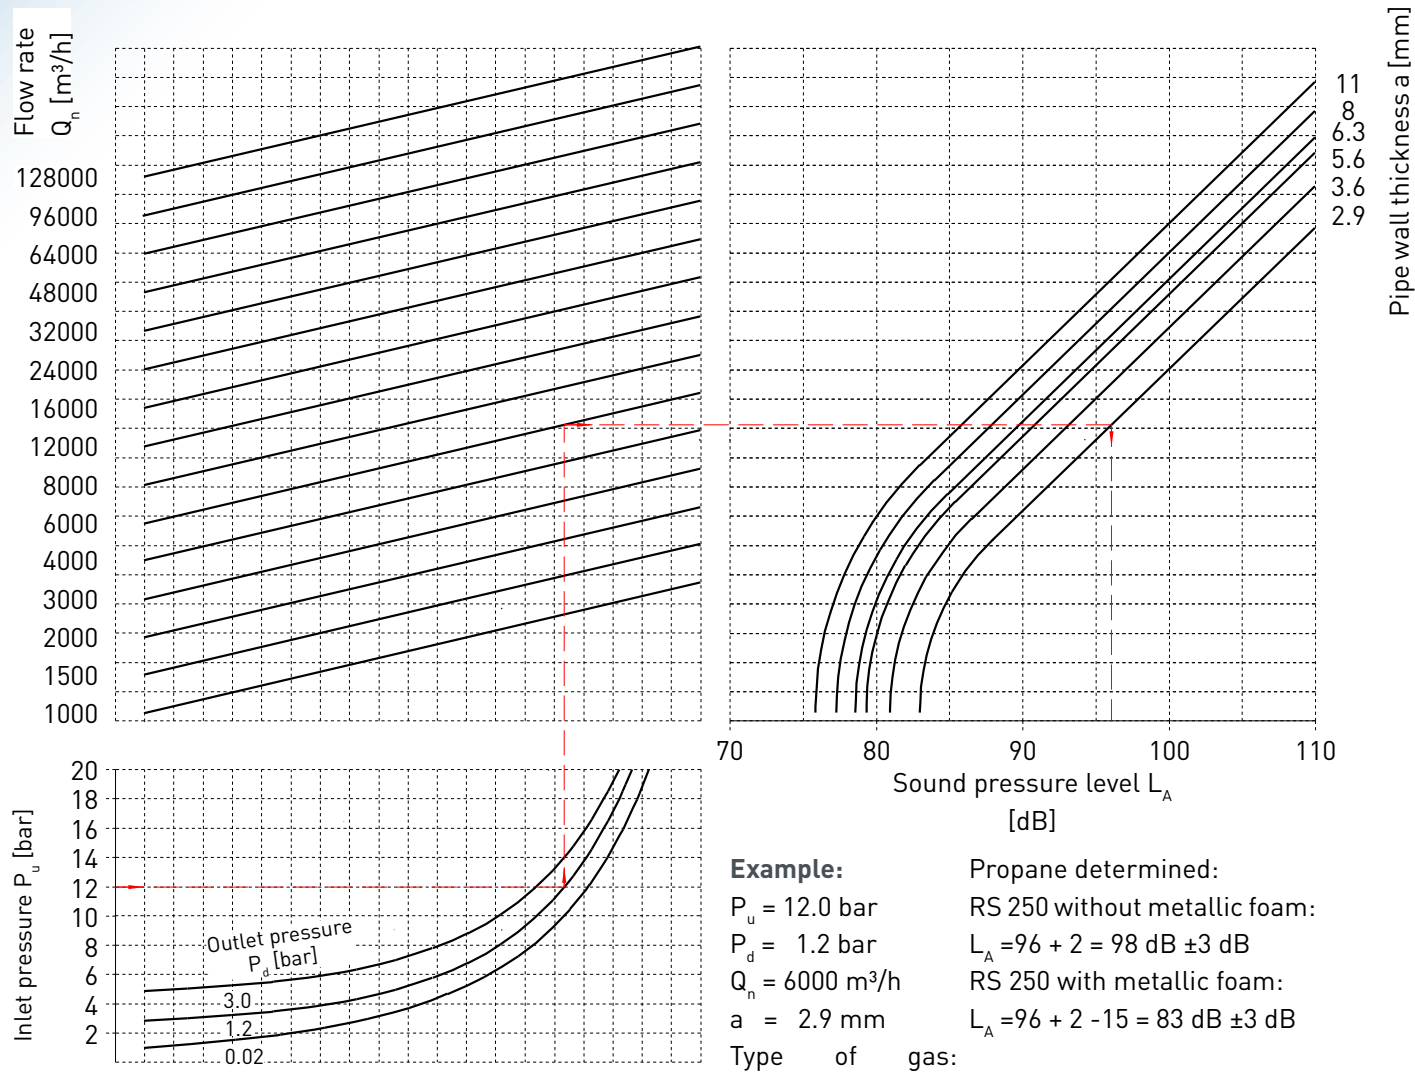 Flow rate
Qn [m³/h]
128000
96000
64000
48000
32000
24000
16000
12000
8000
6000
4000
3000
2000
1500
1000
11
8
6.3
5.6
3.6
2.9
Pipe wall thickness a [mm]
70 80 90 100 110
Sound pressure level LA
[dB]
20
18
16
14
12
10
8
6
4
2
Inlet pressure Pu [bar]
Outlet pressure
Pd [bar]
3.0
1.2
0.02
Example:
Pu = 12.0 bar
Pd = 1.2 bar
Qn = 6000 m³/h
a = 2.9 mm
Type of gas:
Propane determined:
RS 250 without metallic foam:
LA =96 + 2 = 98 dB ±3 dB
RS 250 with metallic foam:
LA =96 + 2 -15 = 83 dB ±3 dB